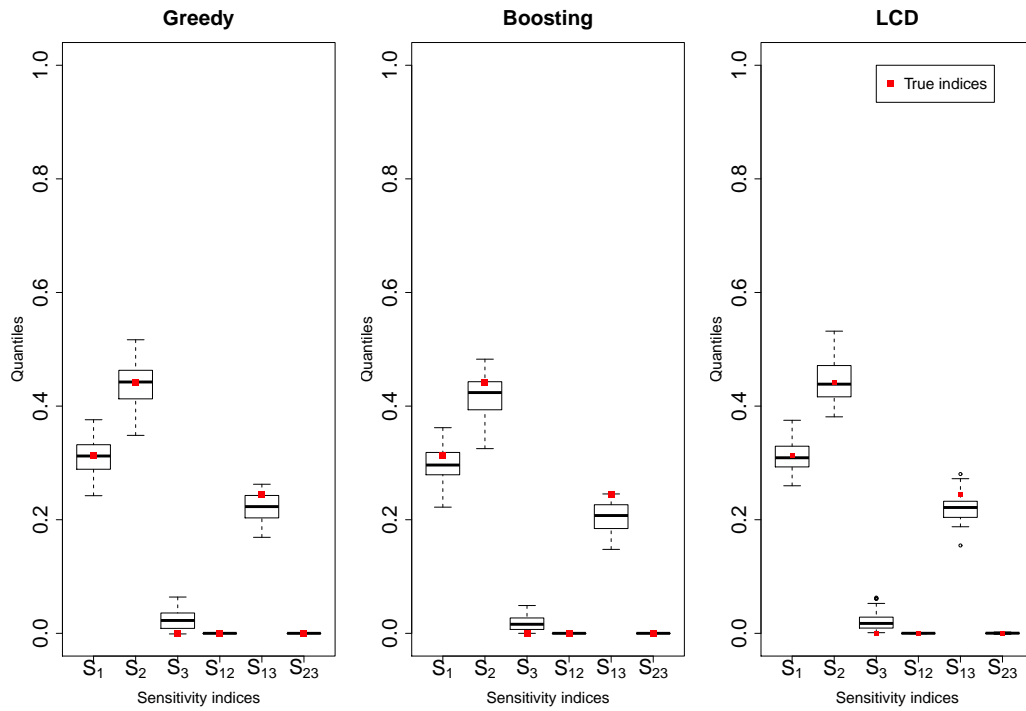 Greedy
Quantiles
0.0 0.2 0.4 0.6 0.8 1.0
S1 S2 S3 S12 S13 S23
Sensitivity indices
Boosting
Quantiles
0.0 0.2 0.4 0.6 0.8 1.0
S1 S2 S3 S12 S13 S23
Sensitivity indices
LCD
True indices
Quantiles
0.0 0.2 0.4 0.6 0.8 1.0
S1 S2 S3 S12 S13 S23
Sensitivity indices